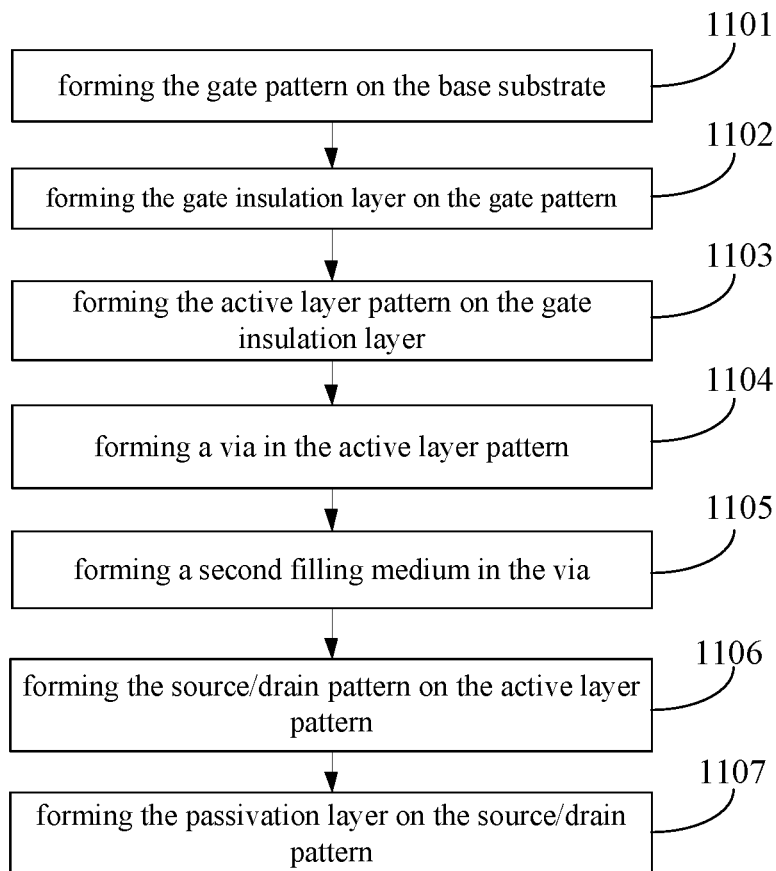 1101
forming the gate pattern on the base substrate
1102
forming the gate insulation layer on the gate pattern
1103
forming the active layer pattern on the gate
insulation layer
1104
forming a via in the active layer pattern
1105
forming a second filling medium in the via
1106
forming the source/drain pattern on the active layer
pattern
1107
forming the passivation layer on the source/drain
pattern